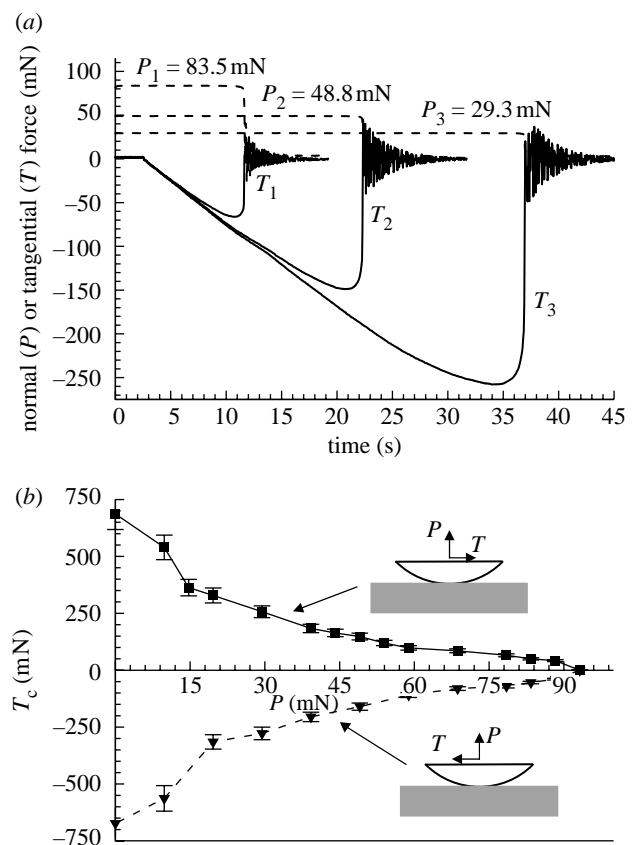 (a)
100
50
0
−50
−100
−150
−200
−250
normal (P) or tangential (T) force (mN)
P1 = 83.5 mN
P2 = 48.8 mN
P3 = 29.3 mN
T1
T2
T3
0 5 10 15 20 25 30 35 40 45
time (s)
(b)
750
500
250
0
−250
−500
−750
Tc (mN)
P
T
15 30 45 60 75 90
P (mN)
T
P